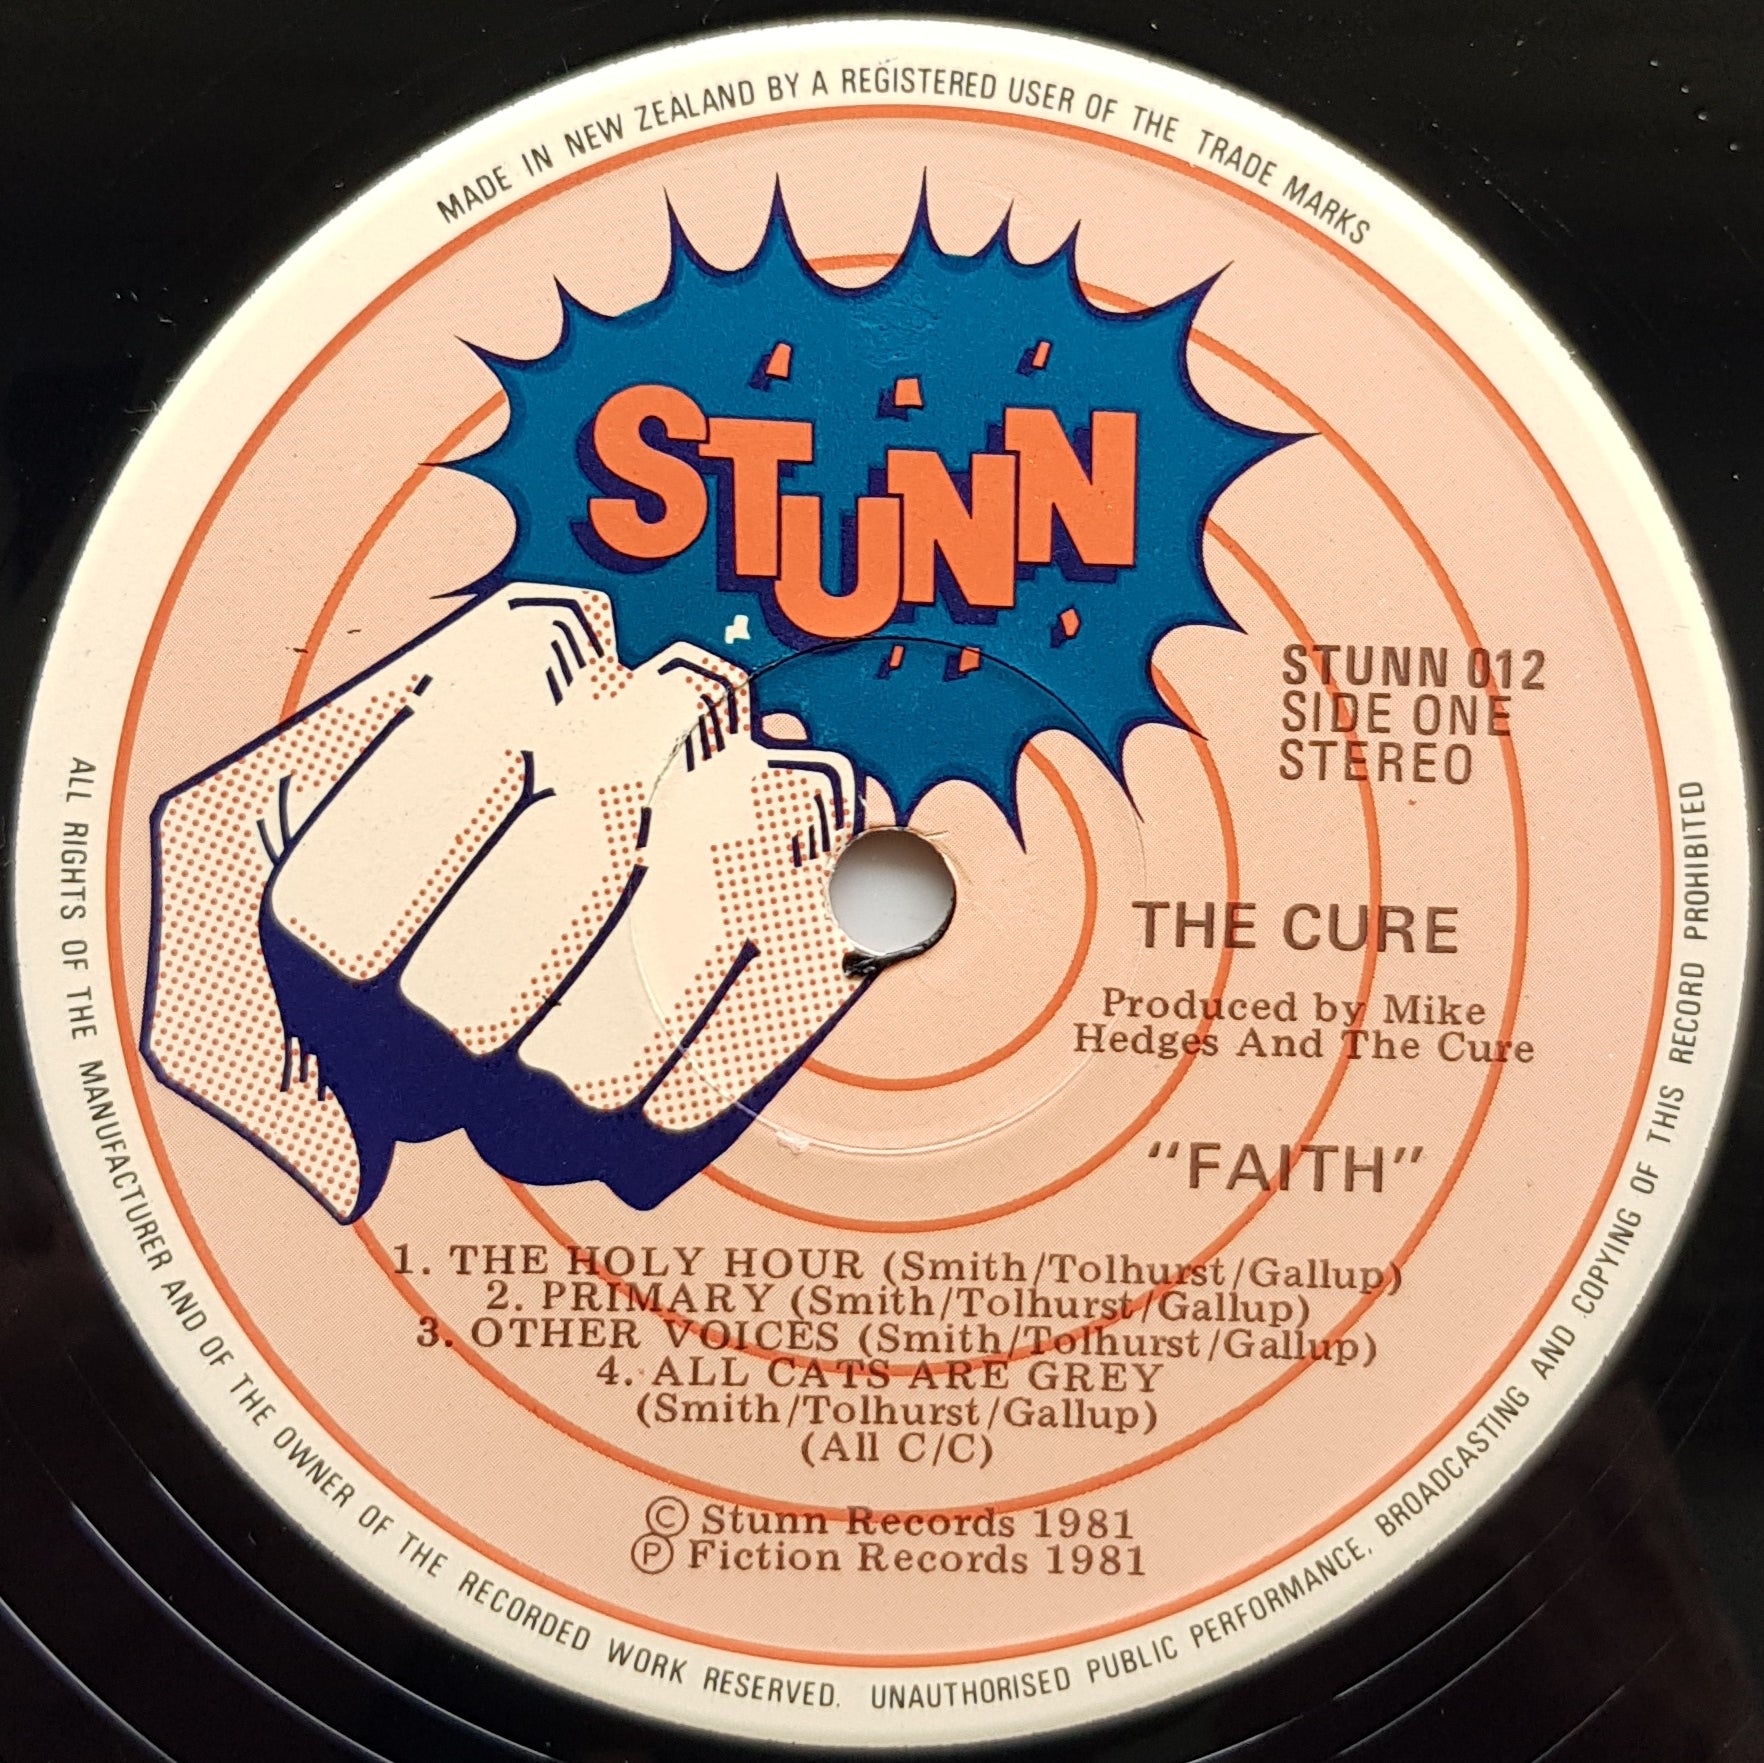 MADE IN NEW ZEALAND BY A REGISTERED USER OF THE TRADE MARKS
STUNN
STUNN 012
SIDE ONE
STEREO
THE CURE
Produced by Mike
Hedges And The Cure
"FAITH"
1. THE HOLY HOUR (Smith/Tolhurst/Gallup)
2. PRIMARY (Smith/Tolhurst/Gallup)
3. OTHER VOICES (Smith/Tolhurst/Gallup)
4. ALL CATS ARE GREY
(Smith/Tolhurst/Gallup)
(All C/C)
Ⓒ Stunn Records 1981
Ⓟ Fiction Records 1981
ALL RIGHTS OF THE MANUFACTURER AND OF THE OWNER OF THE RECORDED WORK RESERVED. UNAUTHORISED PUBLIC PERFORMANCE, BROADCASTING AND COPYING OF THIS RECORD PROHIBITED